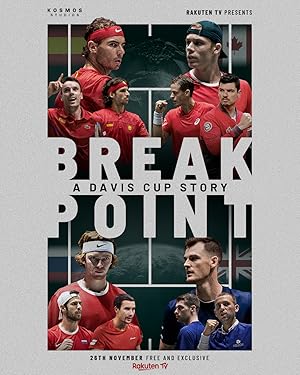 KOSMOS
STUDIOS
RAKUTEN TV PRESENTS
BREAK
A DAVIS CUP STORY
POINT
26TH NOVEMBER FREE AND EXCLUSIVE
Rakuten TV